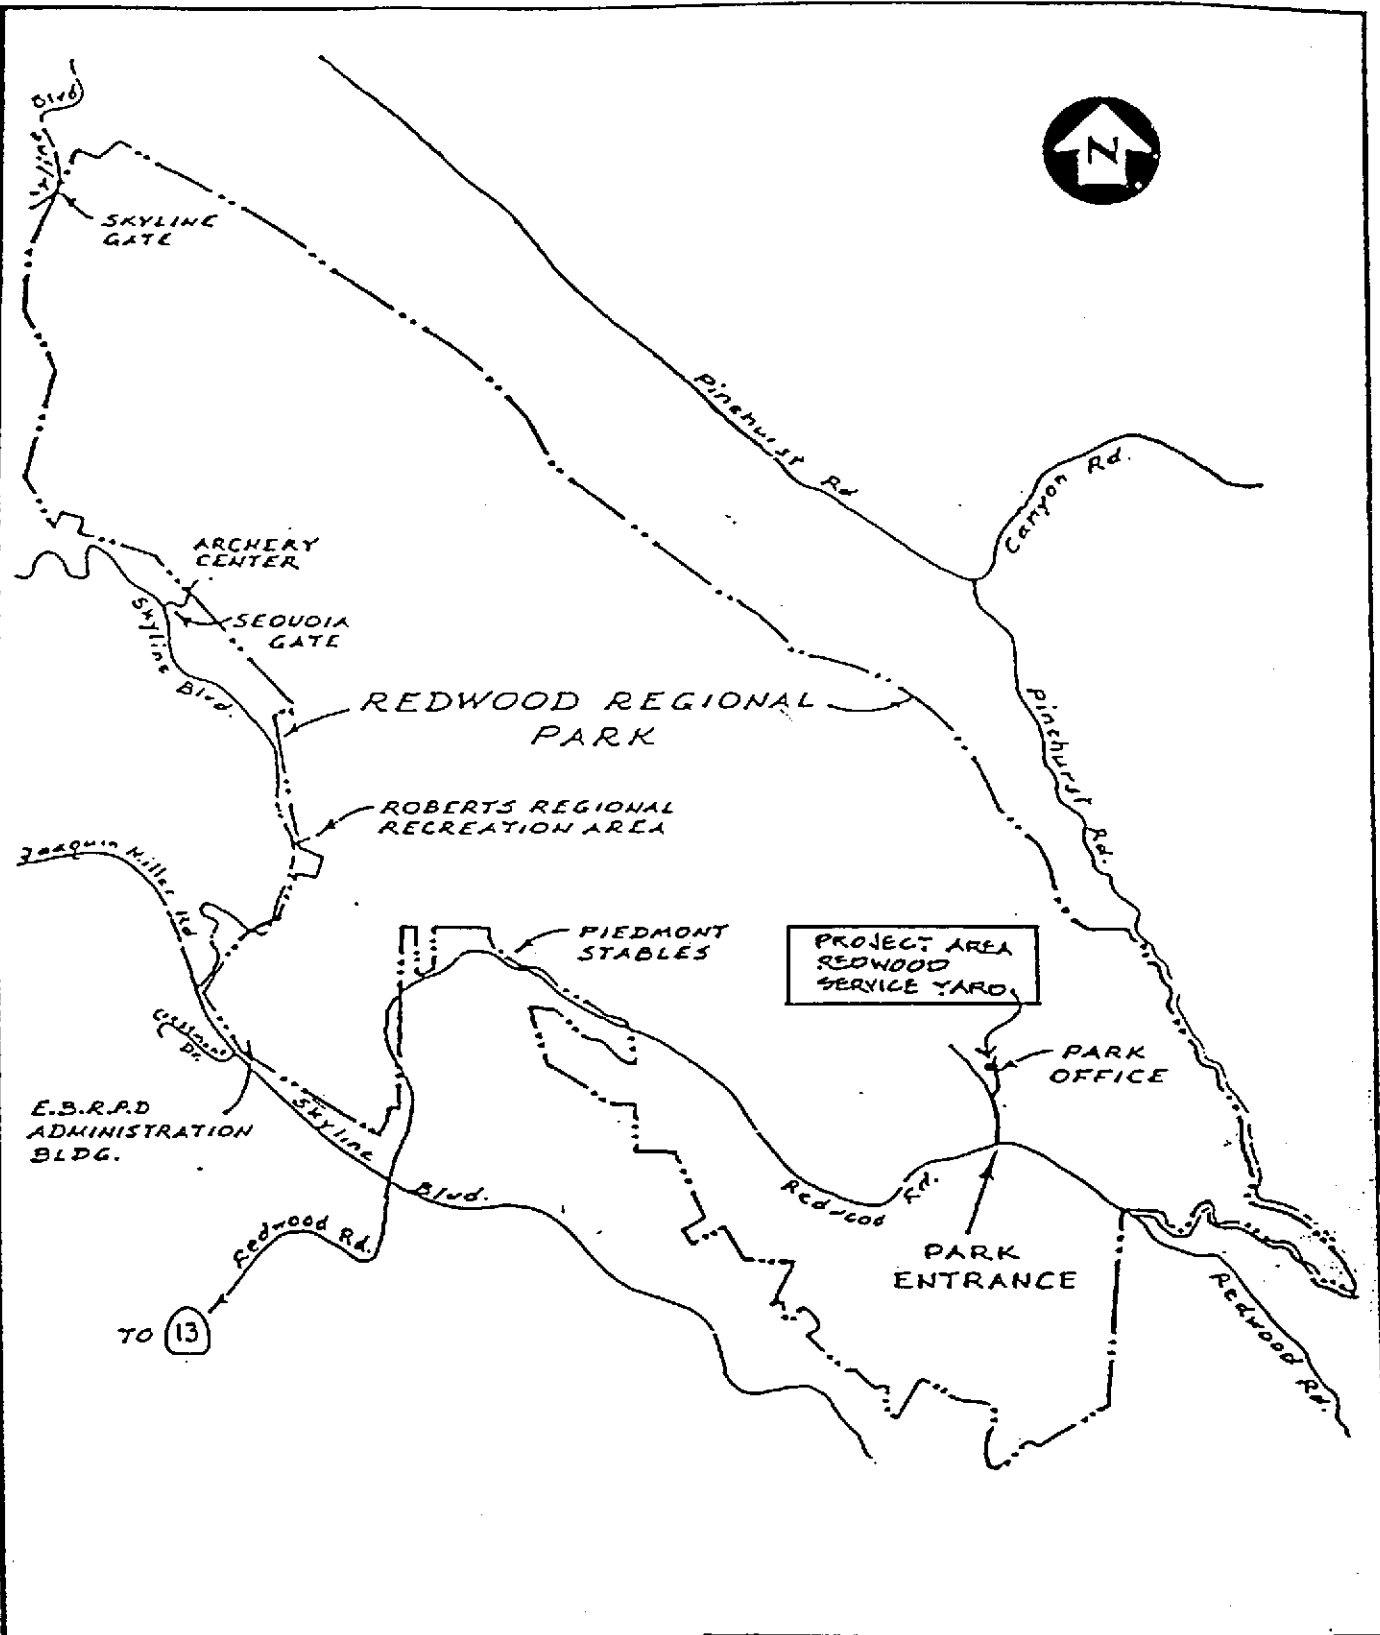 Blvd
Skyline
N
SKYLINE
GATE
Pinehurst Rd
Canyon Rd.
ARCHERY
CENTER
SEQUOIA
GATE
Skyline Blvd.
REDWOOD REGIONAL
PARK
Pinehurst Rd.
ROBERTS REGIONAL
RECREATION AREA
Joaquin Miller Rd
PIEDMONT
STABLES
PROJECT AREA
REDWOOD
SERVICE YARD
Dr.
PARK
OFFICE
E.B.R.P.D
ADMINISTRATION
BLDG.
Skyline Blvd.
Redwood Rd.
Redwood Rd.
PARK
ENTRANCE
Redwood Rd.
TO 13